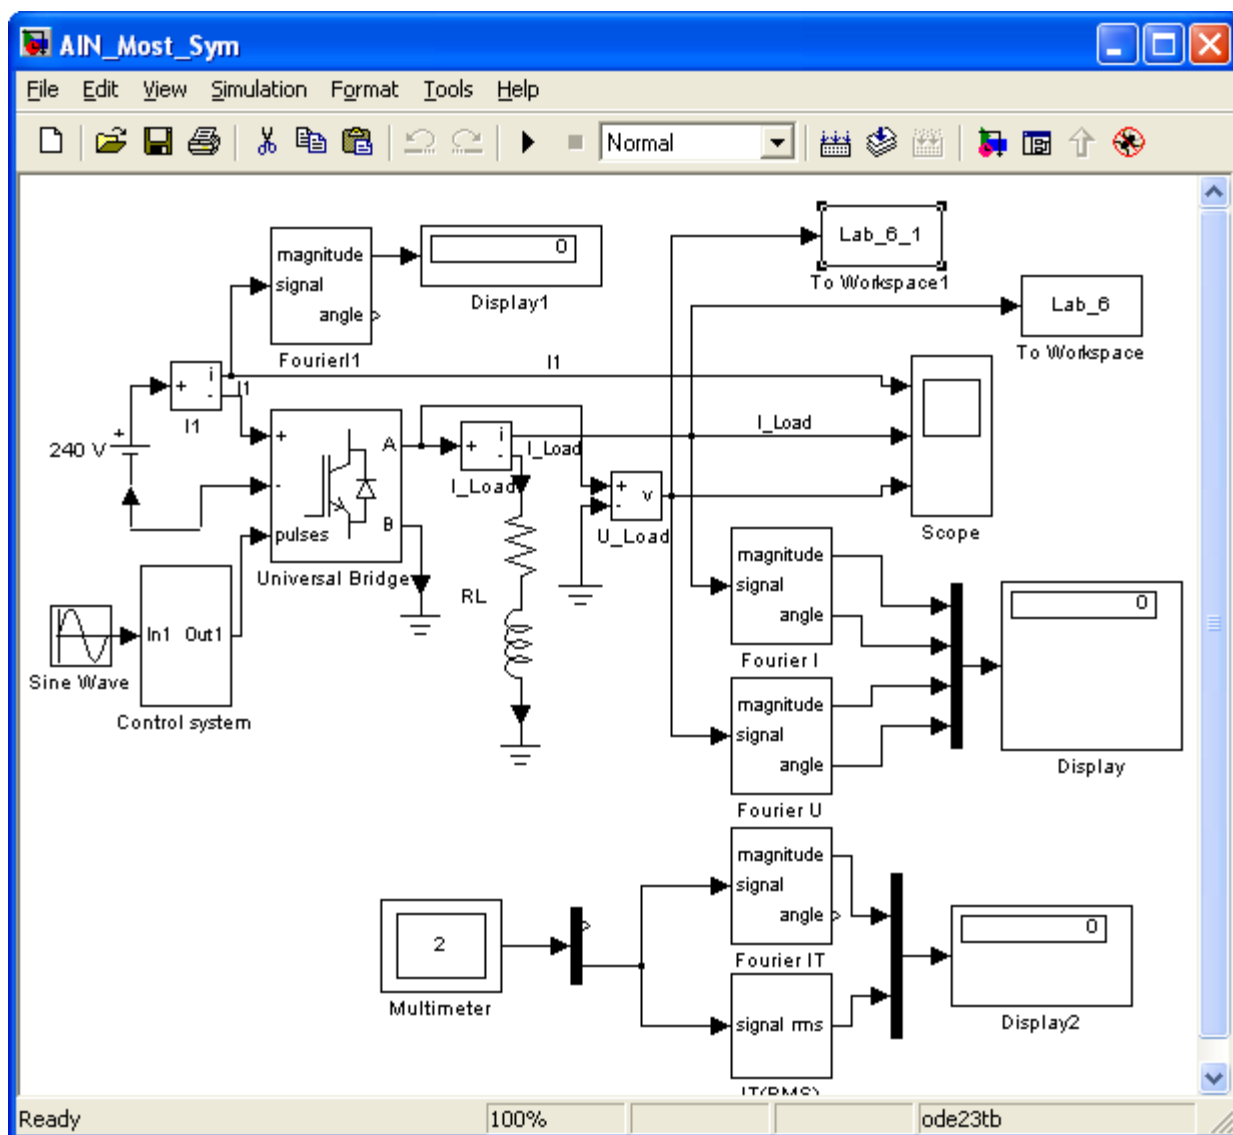 AIN_Most_Sym
File Edit View Simulation Format Tools Help
Normal
Lab_6_1
To Workspace1
magnitude
signal
angle
FourierI1
0
Display1
Lab_6
To Workspace
I1
i
+
-
I1
I1
240 V
+
+
-
pulses
A
B
Universal Bridge
+
i
-
I_Load
I_Load
I_Load
+
-
v
U_Load
Scope
RL
Sine Wave
In1 Out1
Control system
magnitude
signal
angle
Fourier I
magnitude
signal
angle
Fourier U
0
Display
2
Multimeter
magnitude
signal
angle
Fourier IT
signal rms
IT(RMS)
0
Display2
Ready 100% ode23tb